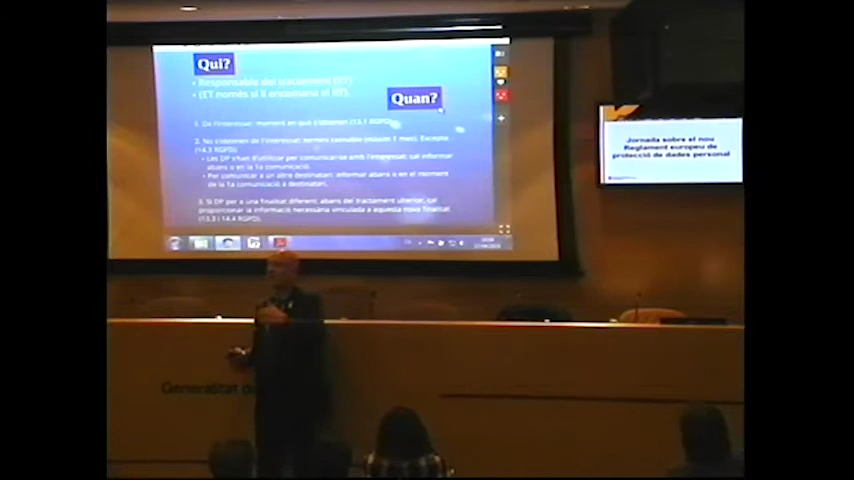 Qui?
• Responsable del tractament (RT)
• (ET només si li encomana el RT).
Quan?
1. De l'interessat: moment en què s'obtenen (13.1 RGPD)
2. No s'obtenen de l'interessat: termini raonable (màxim 1 mes). Excepte
(14.3 RGPD):
• Les DP s'han d'utilitzar per comunicar-se amb l'interessat: cal informar
abans o en la 1a comunicació.
• Per comunicar a un altre destinatari: informar abans o en el moment
de la 1a comunicació a destinatari.
3. Si DP per a una finalitat diferent: abans del tractament ulterior, cal
proporcionar la informació necessària vinculada a aquesta nova finalitat
(13.3 i 14.4 RGPD)
Jornada sobre el nou
Reglament europeu de
protecció de dades personal
Generalitat